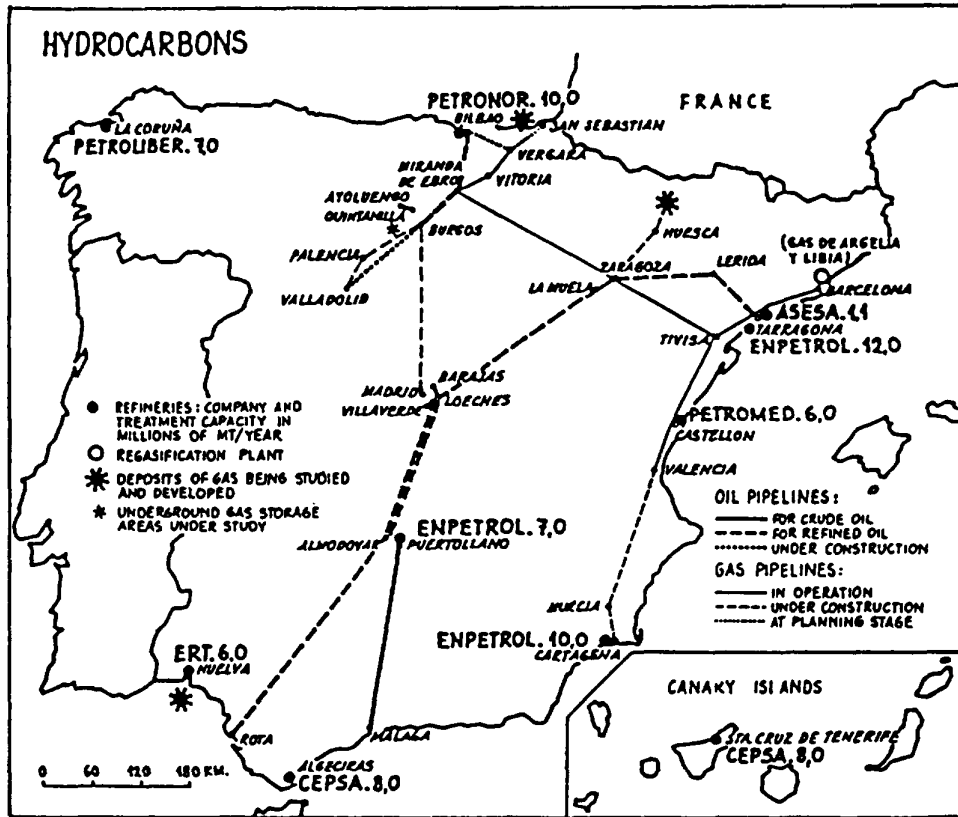 HYDROCARBONS
PETRONOR. 10,0
BILBAO
SAN SEBASTIAN
FRANCE
LA CORUÑA
PETROLIBER. 7,0
VERGARA
MIRANDA
DE EBRO
VITORIA
AYOLUENGO
QUINTANILLA
BURGOS
HUESCA
PALENCIA
VALLADOLID
(GAS DE ARGELIA
Y LIBIA)
ZARAGOZA
LERIDA
LA MUELA
BARCELONA
ASESA. 1,1
TARRAGONA
ENPETROL. 12,0
TIVISA
BARAJAS
MADRID
LOECHES
VILLAVERDE
PETROMED. 6,0
CASTELLON
VALENCIA
REFINERIES: COMPANY AND
TREATMENT CAPACITY IN
MILLIONS OF MT/YEAR
REGASIFICATION PLANT
DEPOSITS OF GAS BEING STUDIED
AND DEVELOPED
UNDERGROUND GAS STORAGE
AREAS UNDER STUDY
OIL PIPELINES:
FOR CRUDE OIL
FOR REFINED OIL
UNDER CONSTRUCTION
GAS PIPELINES:
IN OPERATION
UNDER CONSTRUCTION
AT PLANNING STAGE
ENPETROL. 7,0
ALMODOVAR
PUERTOLLANO
MURCIA
ENPETROL. 10,0
CARTAGENA
ERT. 6,0
HUELVA
ROTA
MALAGA
ALGECIRAS
CEPSA. 8,0
0 60 120 180 KM.
CANAKY ISLANDS
STA. CRUZ DE TENERIFE
CEPSA. 8,0